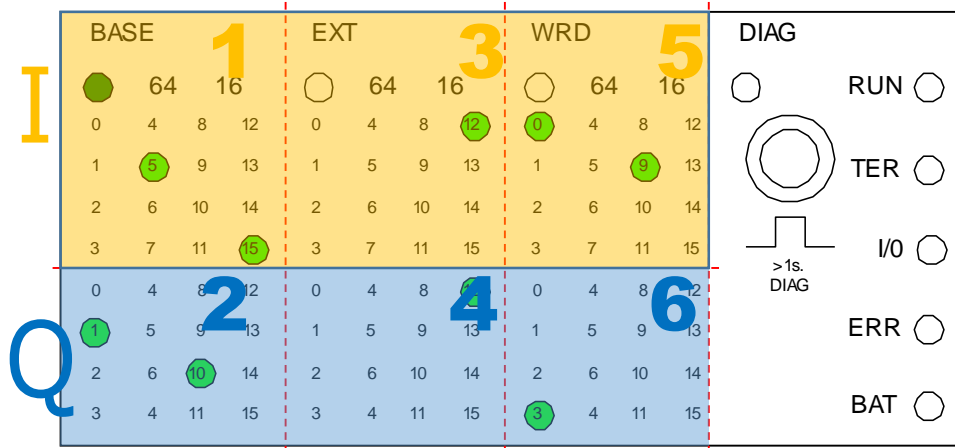 BASE 1 EXT 3 WRD 5 DIAG
I 64 16 64 16 64 16 RUN
0 4 8 12 0 4 8 12 0 4 8 12
1 5 9 13 1 5 9 13 1 5 9 13 TER
2 6 10 14 2 6 10 14 2 6 10 14
3 7 11 15 3 7 11 15 3 7 11 15 I/0
>1s.
DIAG
2 4 6
0 4 8 12 0 4 8 0 4 8 12
Q 1 5 9 13 1 5 9 13 1 5 9 13 ERR
2 6 10 14 2 6 10 14 2 6 10 14
3 4 11 15 3 4 11 15 3 4 11 15 BAT